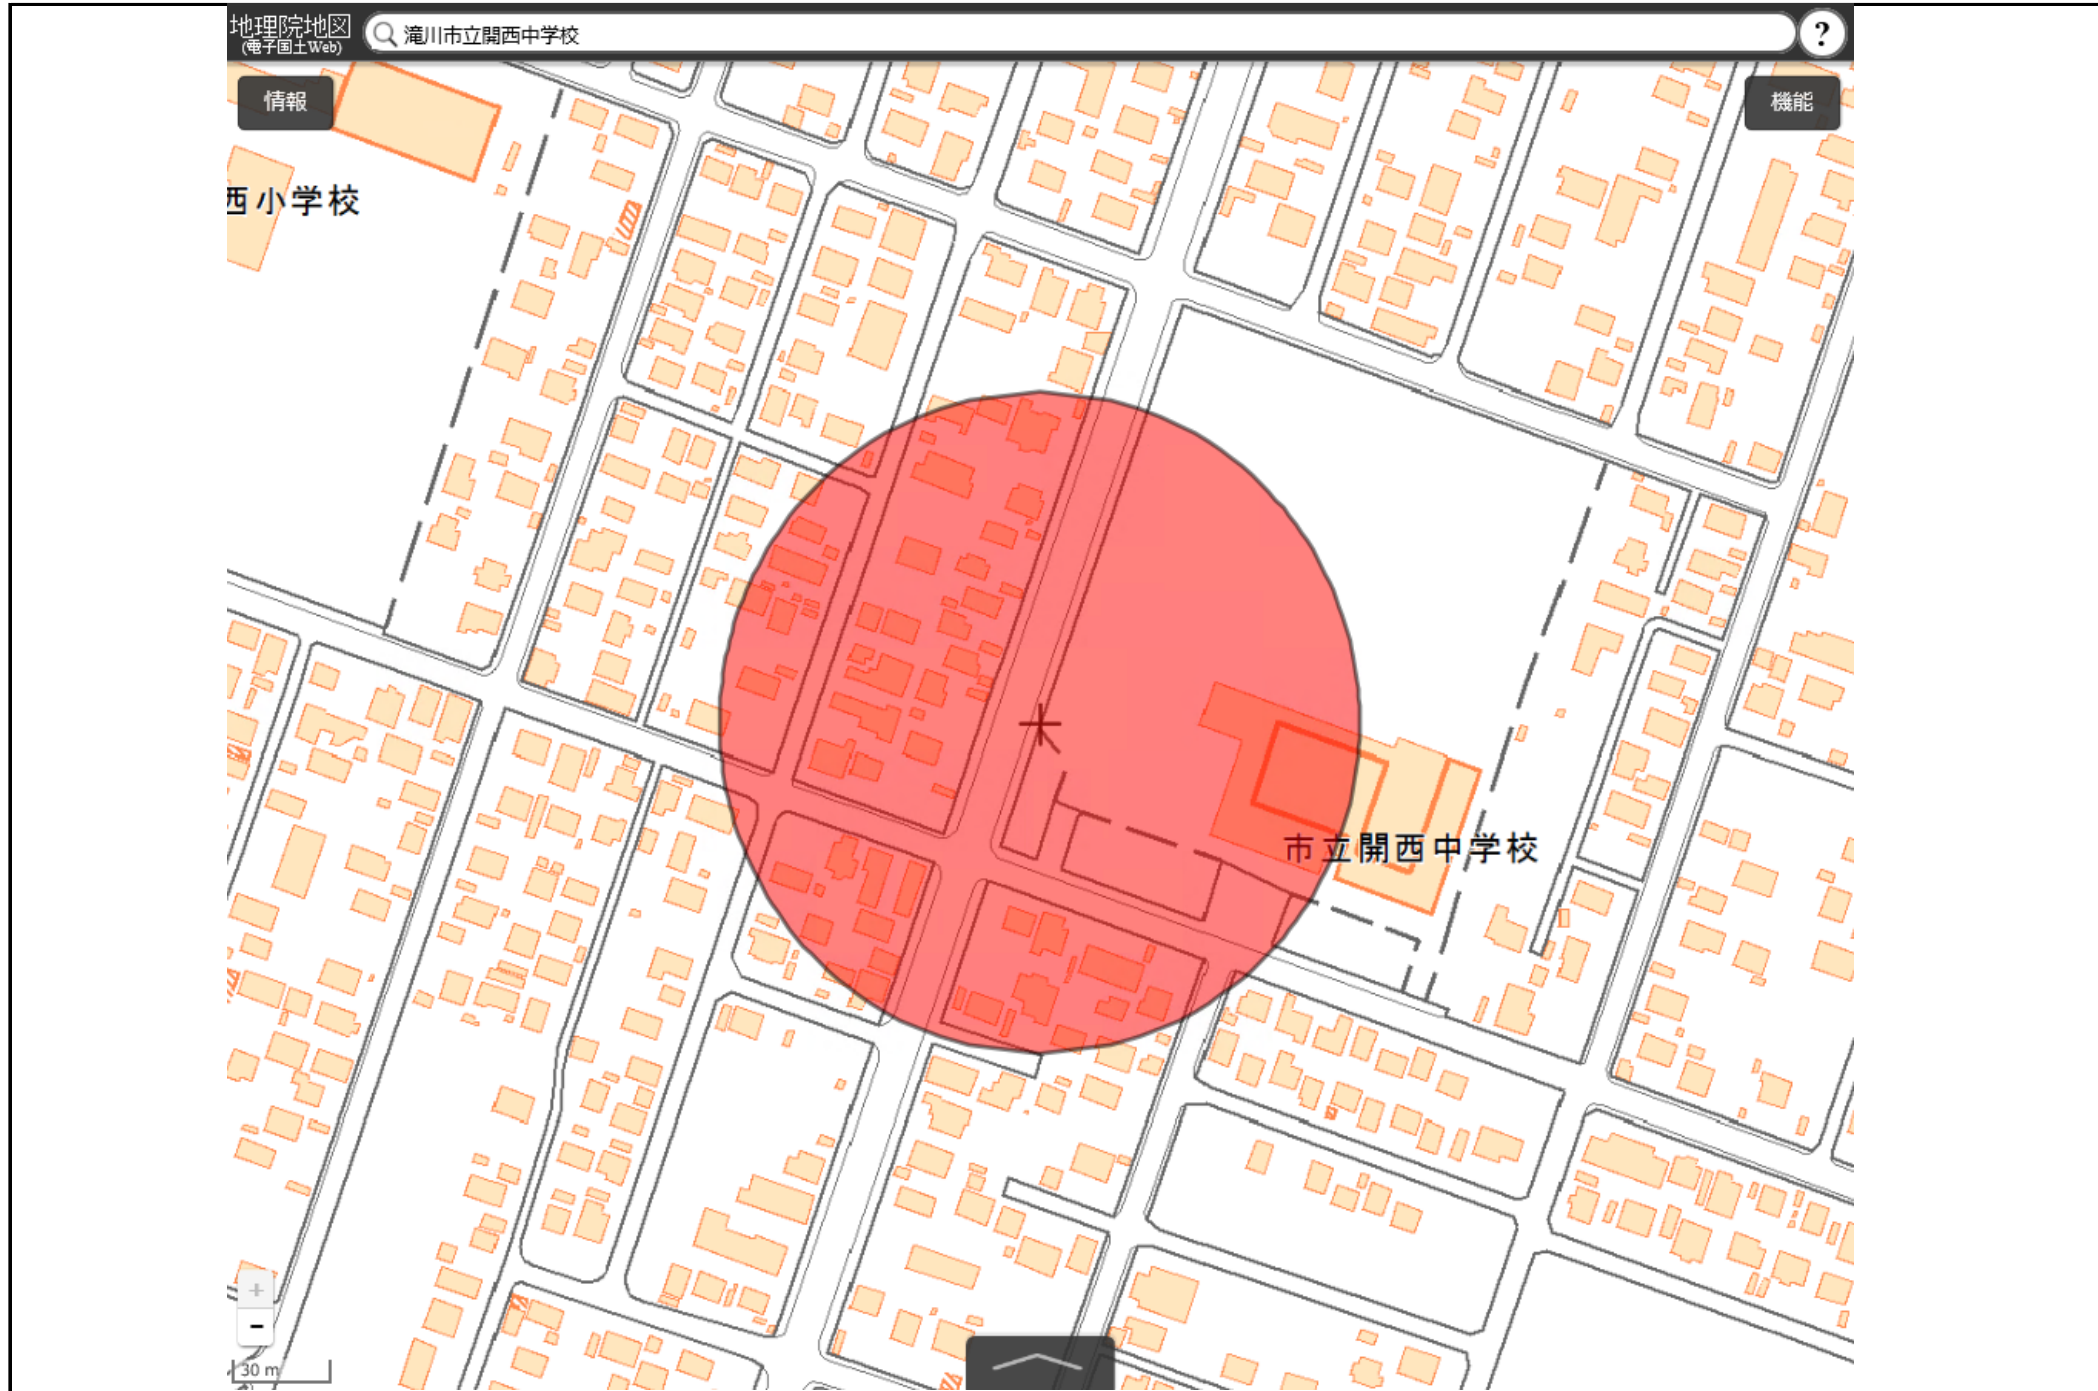 地理院地図
(電子国土Web)
滝川市立開西中学校
?
情報
機能
西小学校
市立開西中学校
+
−
30 m